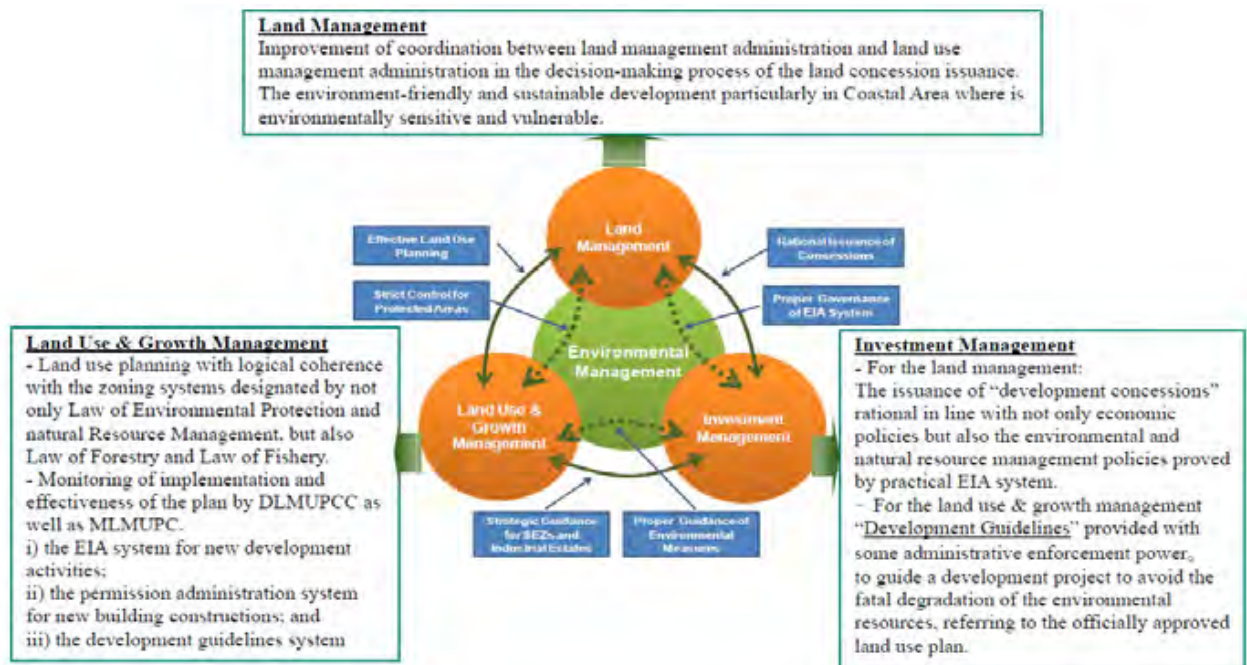 Land Management
Improvement of coordination between land management administration and land use
management administration in the decision-making process of the land concession issuance.
The environment-friendly and sustainable development particularly in Coastal Area where is
environmentally sensitive and vulnerable.
Land
Management
Effective Land Use
Planning
Rational Issuance of
Concessions
Strict Control for
Protected Areas
Proper Governance
of EIA System
Environmental
Management
Land Use &
Growth
Management
Investment
Management
Strategic Guidance
for SEZs and
Industrial Estates
Proper Guidance of
Environmental
Measures
Land Use & Growth Management
- Land use planning with logical coherence
with the zoning systems designated by not
only Law of Environmental Protection and
natural Resource Management, but also
Law of Forestry and Law of Fishery.
- Monitoring of implementation and
effectiveness of the plan by DLMUPCC as
well as MLMUPC.
i) the EIA system for new development
activities;
ii) the permission administration system
for new building constructions; and
iii) the development guidelines system
Investment Management
- For the land management:
The issuance of “development concessions”
rational in line with not only economic
policies but also the environmental and
natural resource management policies proved
by practical EIA system.
- For the land use & growth management
“Development Guidelines” provided with
some administrative enforcement power。
to guide a development project to avoid the
fatal degradation of the environmental
resources, referring to the officially approved
land use plan.